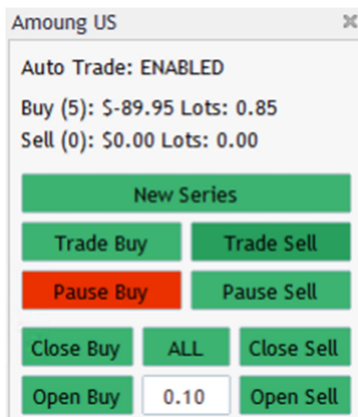 Amoung US
Auto Trade: ENABLED
Buy (5): $-89.95 Lots: 0.85
Sell (0): $0.00 Lots: 0.00
New Series
Trade Buy Trade Sell
Pause Buy Pause Sell
Close Buy ALL Close Sell
Open Buy 0.10 Open Sell